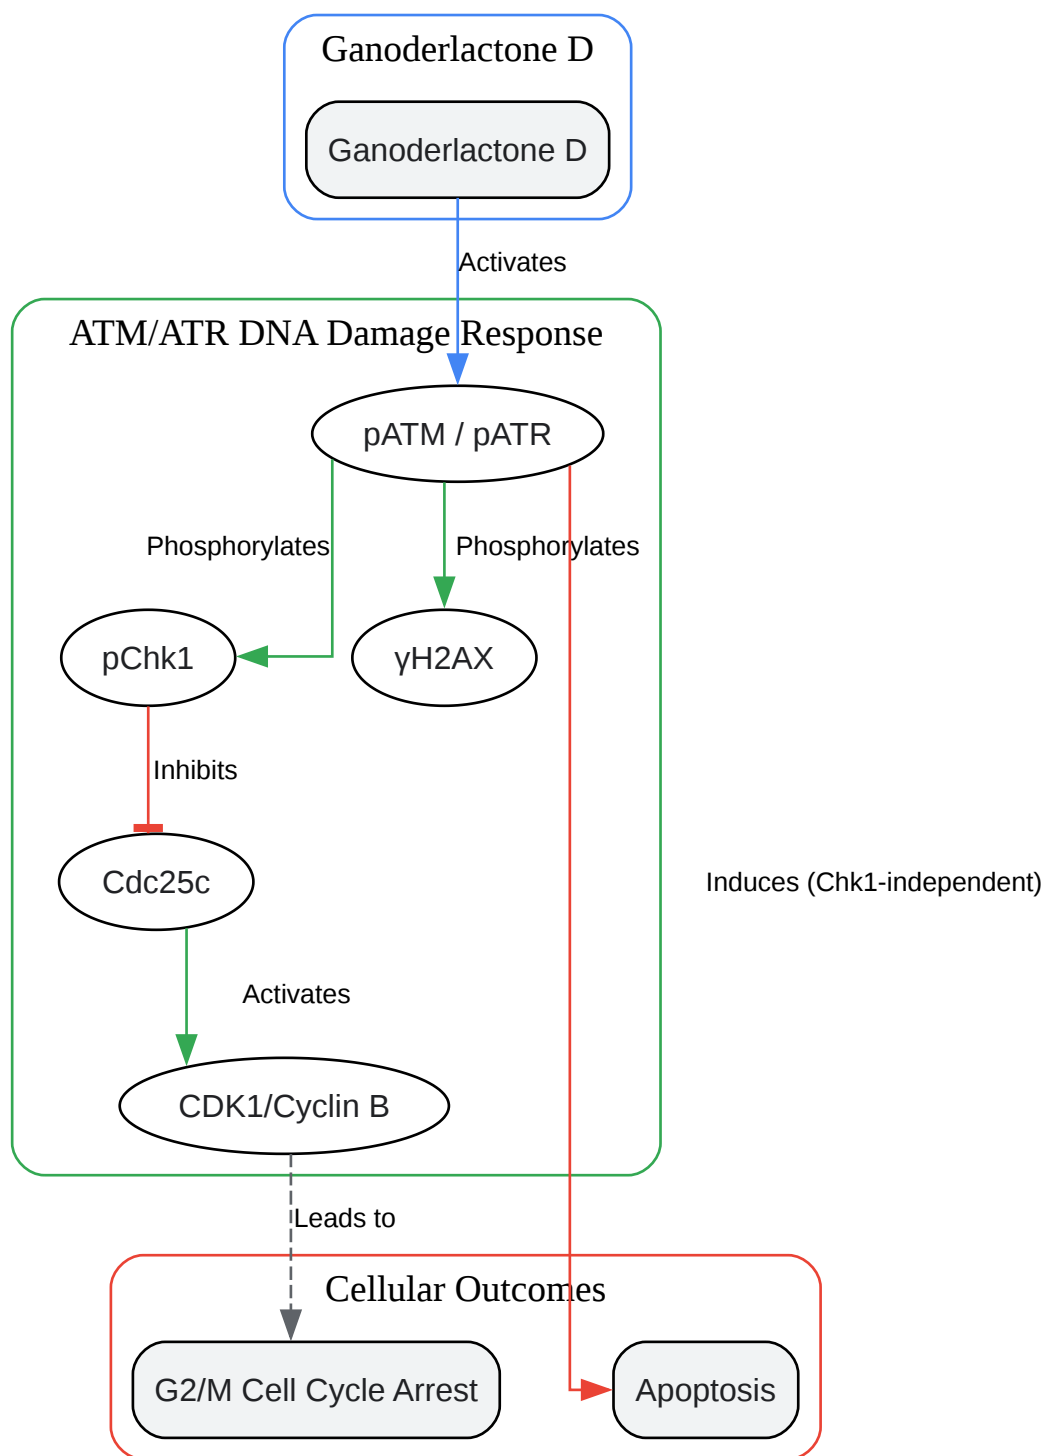 Ganoderlactone D
Ganoderlactone D
Activates
ATM/ATR DNA Damage Response
pATM / pATR
Phosphorylates
Phosphorylates
pChk1
γH2AX
Inhibits
Cdc25c
Induces (Chk1-independent)
Activates
CDK1/Cyclin B
Leads to
Cellular Outcomes
G2/M Cell Cycle Arrest
Apoptosis